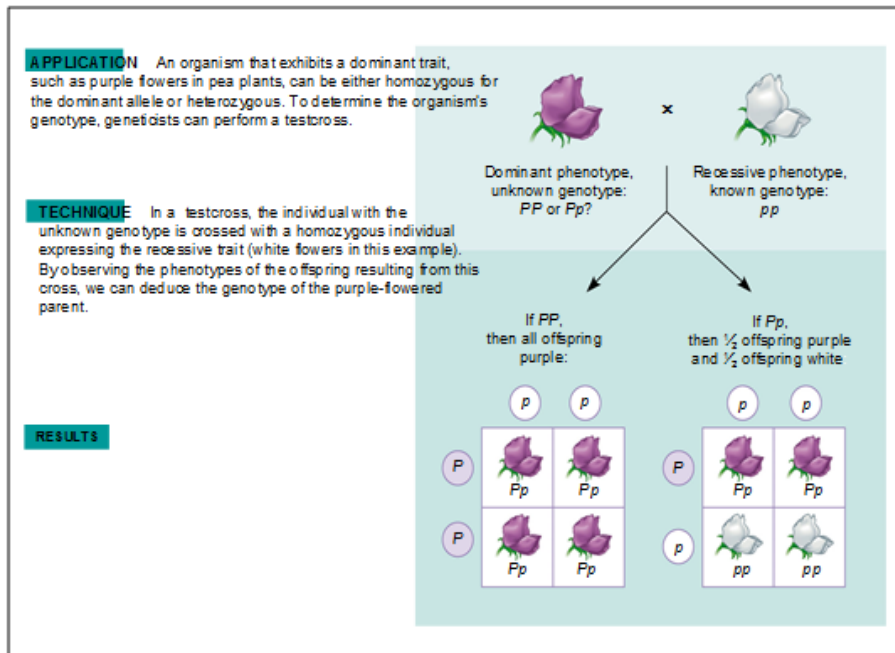 APPLICATION An organism that exhibits a dominant trait,
such as purple flowers in pea plants, can be either homozygous for
the dominant allele or heterozygous. To determine the organism's
genotype, geneticists can perform a testcross.
×
Dominant phenotype,
unknown genotype:
PP or Pp?
Recessive phenotype,
known genotype:
pp
TECHNIQUE In a testcross, the individual with the
unknown genotype is crossed with a homozygous individual
expressing the recessive trait (white flowers in this example).
By observing the phenotypes of the offspring resulting from this
cross, we can deduce the genotype of the purple-flowered
parent.
If PP,
then all offspring
purple:
If Pp,
then 1⁄2 offspring purple
and 1⁄2 offspring white
RESULTS
p p
P
Pp Pp
P
Pp Pp
p p
P
Pp Pp
p
pp pp